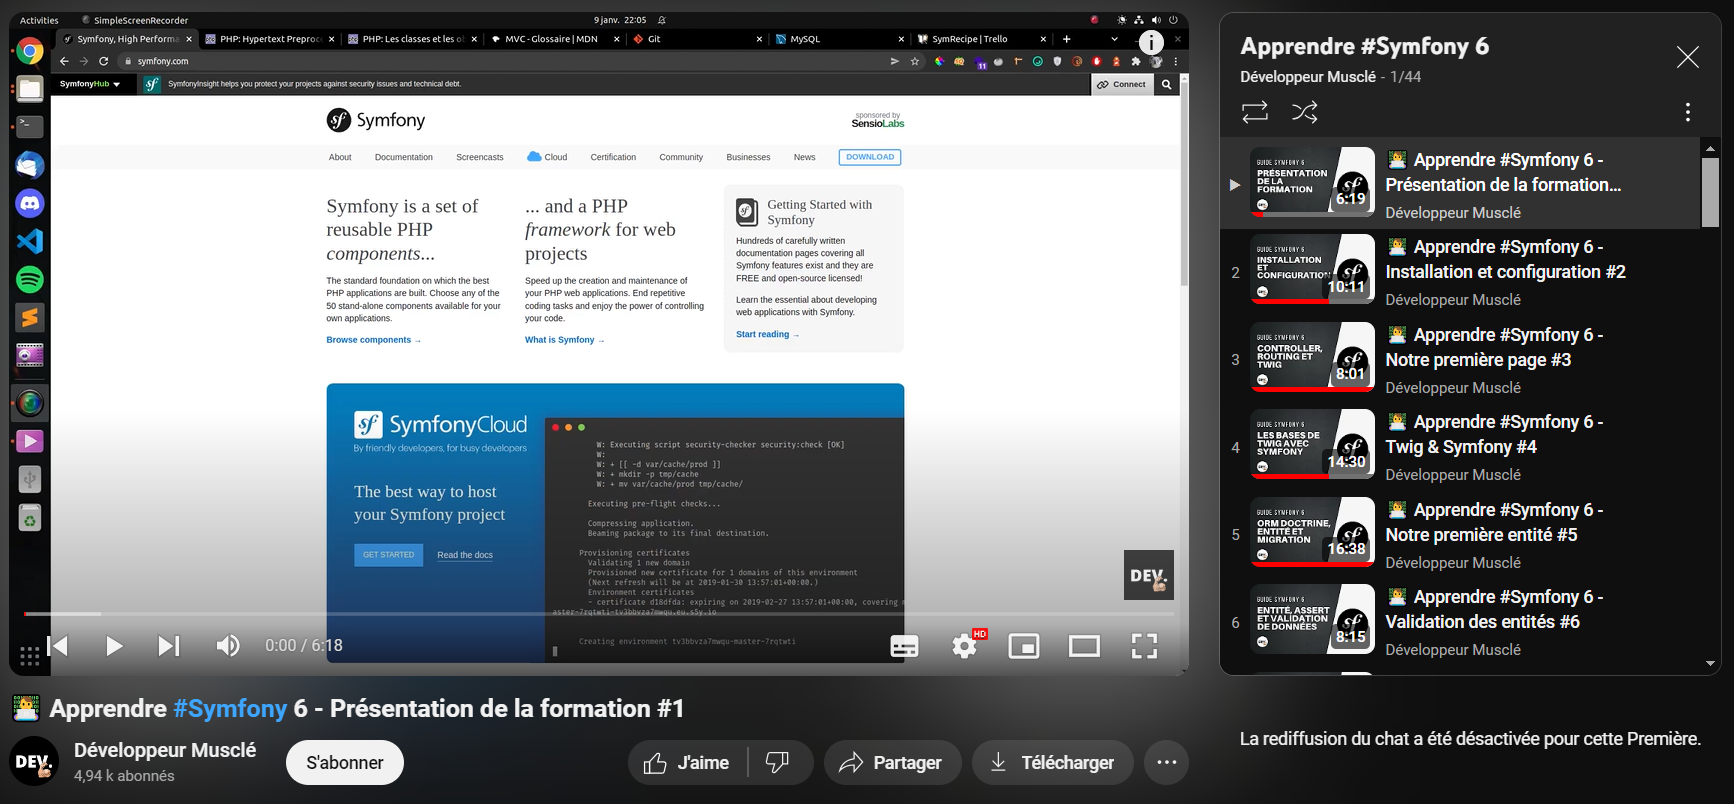 Activities
SimpleScreenRecorder
9 janv. 22:05
Symfony, High Performa
PHP: Hypertext Preproc
PHP: Les classes et les o
MVC - Glossaire | MDN
Git
MySQL
SymRecipe | Trello
symfony.com
11
SymfonyHub
SymfonyInsight helps you protect your projects against security issues and technical debt.
Connect
sf Symfony
sponsored by
SensioLabs
About
Documentation
Screencasts
Cloud
Certification
Community
Businesses
News
DOWNLOAD
Symfony is a set of
reusable PHP
components...
The standard foundation on which the best
PHP applications are built. Choose any of the
50 stand-alone components available for your
own applications.
Browse components →
... and a PHP
framework for web
projects
Speed up the creation and maintenance of
your PHP web applications. End repetitive
coding tasks and enjoy the power of controlling
your code.
What is Symfony →
Getting Started with
Symfony
Hundreds of carefully written
documentation pages covering all
Symfony features exist and they are
FREE and open-source licensed!
Learn the essential about developing
web applications with Symfony.
Start reading →
sf SymfonyCloud
By friendly developers, for busy developers
The best way to host
your Symfony project
GET STARTED
Read the docs
W: Executing script security-checker security:check [OK]
W:
W: + [[ -d var/cache/prod ]]
W: + mkdir -p tmp/cache
W: + mv var/cache/prod tmp/cache/
Executing pre-flight checks...
Compressing application.
Beaming package to its final destination.
Provisioning certificates
Validating 1 new domain
Provisioned new certificate for 1 domains of this environment
(Next refresh will be at 2019-01-30 13:57:01+00:00.)
Environment certificates
- certificate d18dfda: expiring on 2019-02-27 13:57:01+00:00, covering
aster-7rqtwti-tv3bbvza7mwqu.eu.s5y.io
Creating environment tv3bbvza7mwqu-master-7rqtwti
DEV.
0:00 / 6:18
HD
Apprendre #Symfony 6 - Présentation de la formation #1
DEV.
Développeur Musclé
4,94 k abonnés
S'abonner
J'aime
Partager
Télécharger
Apprendre #Symfony 6
Développeur Musclé - 1/44
GUIDE SYMFONY 6
PRÉSENTATION
DE LA
FORMATION
6:19
Apprendre #Symfony 6 -
Présentation de la formation...
Développeur Musclé
2
GUIDE SYMFONY 6
INSTALLATION
ET
CONFIGURATION
10:11
Apprendre #Symfony 6 -
Installation et configuration #2
Développeur Musclé
3
GUIDE SYMFONY 6
CONTROLLER,
ROUTING ET
TWIG
8:01
Apprendre #Symfony 6 -
Notre première page #3
Développeur Musclé
4
GUIDE SYMFONY 6
LES BASES DE
TWIG AVEC
SYMFONY
14:30
Apprendre #Symfony 6 -
Twig & Symfony #4
Développeur Musclé
5
GUIDE SYMFONY 6
ORM DOCTRINE,
ENTITÉ ET
MIGRATION
16:38
Apprendre #Symfony 6 -
Notre première entité #5
Développeur Musclé
6
GUIDE SYMFONY 6
ENTITÉ, ASSERT
ET VALIDATION
DE DONNÉES
8:15
Apprendre #Symfony 6 -
Validation des entités #6
Développeur Musclé
La rediffusion du chat a été désactivée pour cette Première.